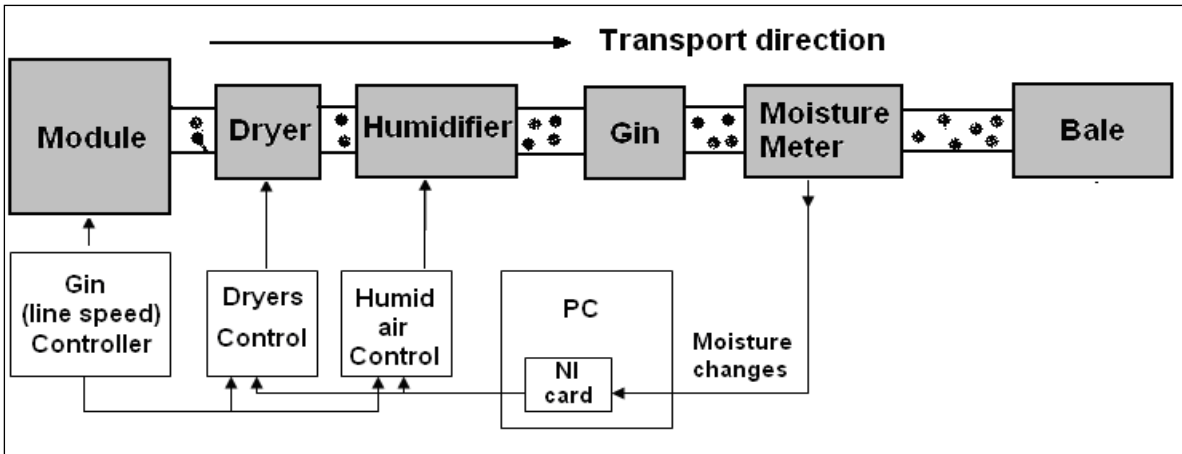 Transport direction
Module
Dryer
Humidifier
Gin
Moisture
Meter
Bale
Gin
(line speed)
Controller
Dryers
Control
Humid
air
Control
PC
NI
card
Moisture
changes